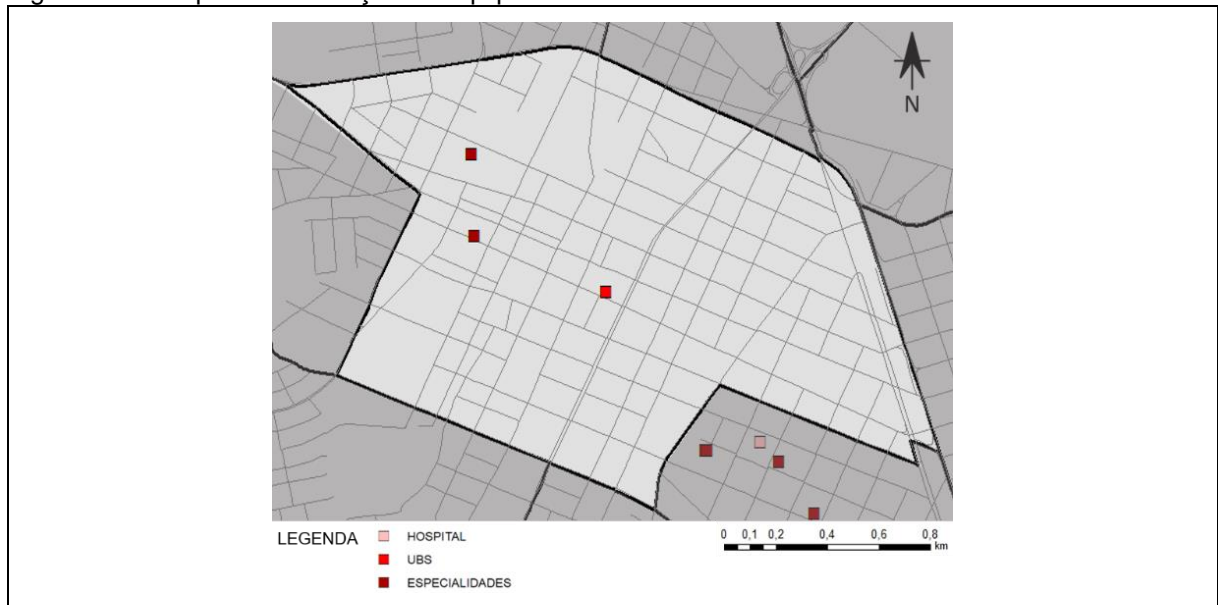 N
LEGENDA
HOSPITAL
UBS
ESPECIALIDADES
0 0,1 0,2 0,4 0,6 0,8
km